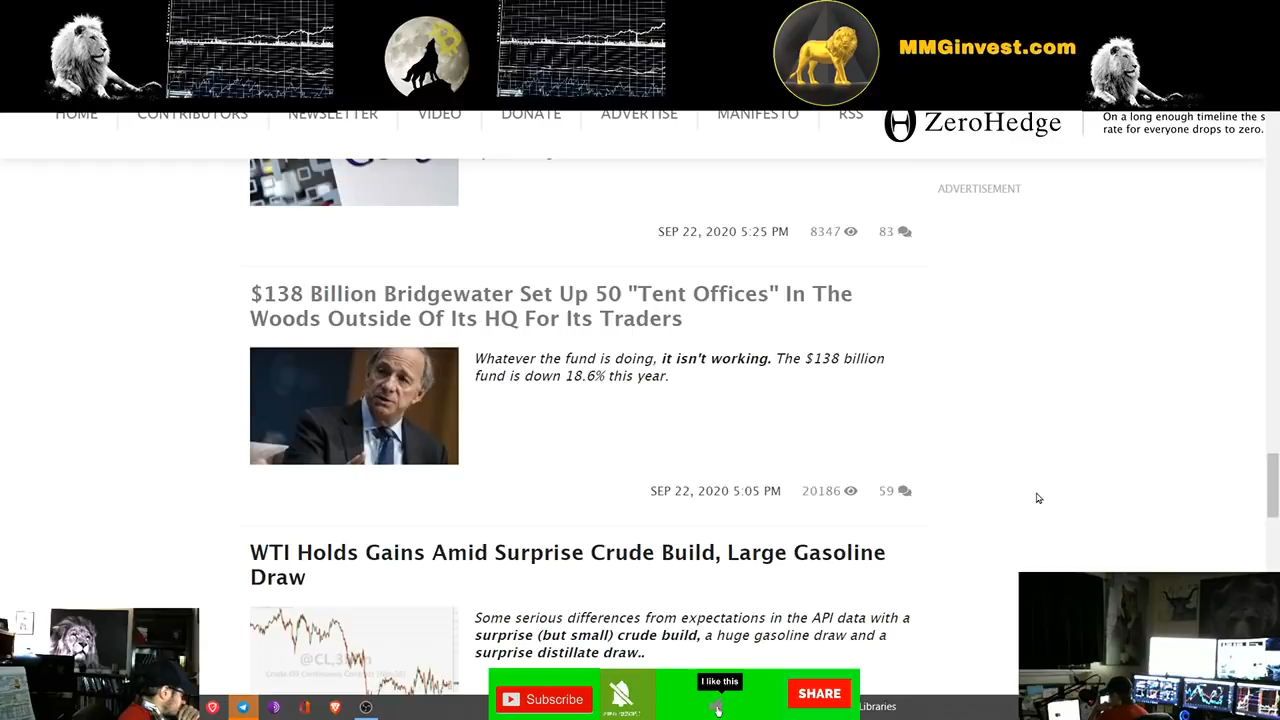 MMGinvest.com
HOME CONTRIBUTORS NEWSLETTER VIDEO DONATE ADVERTISE MANIFESTO RSS
ZeroHedge
On a long enough timeline the s
rate for everyone drops to zero.
ADVERTISEMENT
SEP 22, 2020 5:25 PM 8347 83
$138 Billion Bridgewater Set Up 50 "Tent Offices" In The
Woods Outside Of Its HQ For Its Traders
Whatever the fund is doing, it isn't working. The $138 billion
fund is down 18.6% this year.
SEP 22, 2020 5:05 PM 20186 59
WTI Holds Gains Amid Surprise Crude Build, Large Gasoline
Draw
Some serious differences from expectations in the API data with a
surprise (but small) crude build, a huge gasoline draw and a
surprise distillate draw..
I like this
Subscribe
SHARE
Libraries